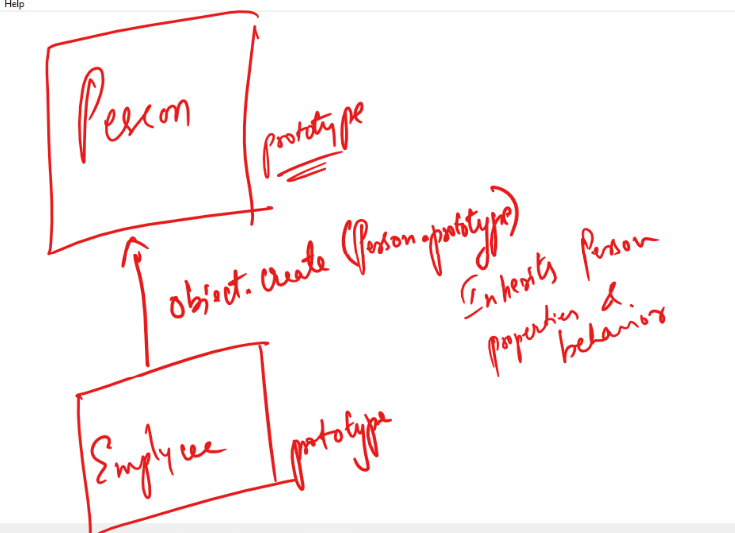 Help
Person
prototype
Object.create (Person.prototype)
Inherits Person
properties &
behavior
Employee
prototype